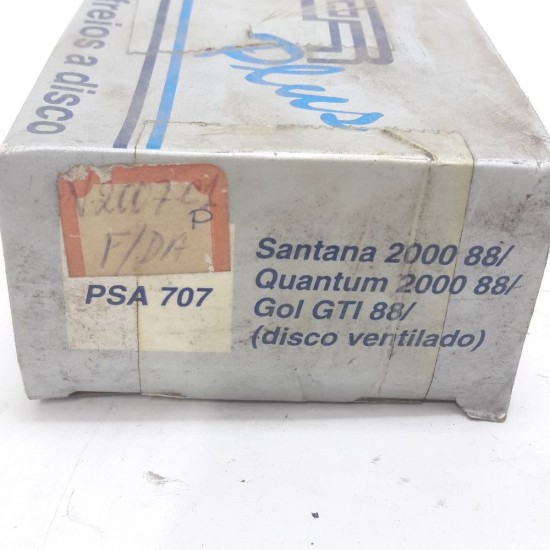 freios a disco
Plus
P
F/DA
PSA 707
Santana 2000 88/
Quantum 2000 88/
Gol GTI 88/
(disco ventilado)